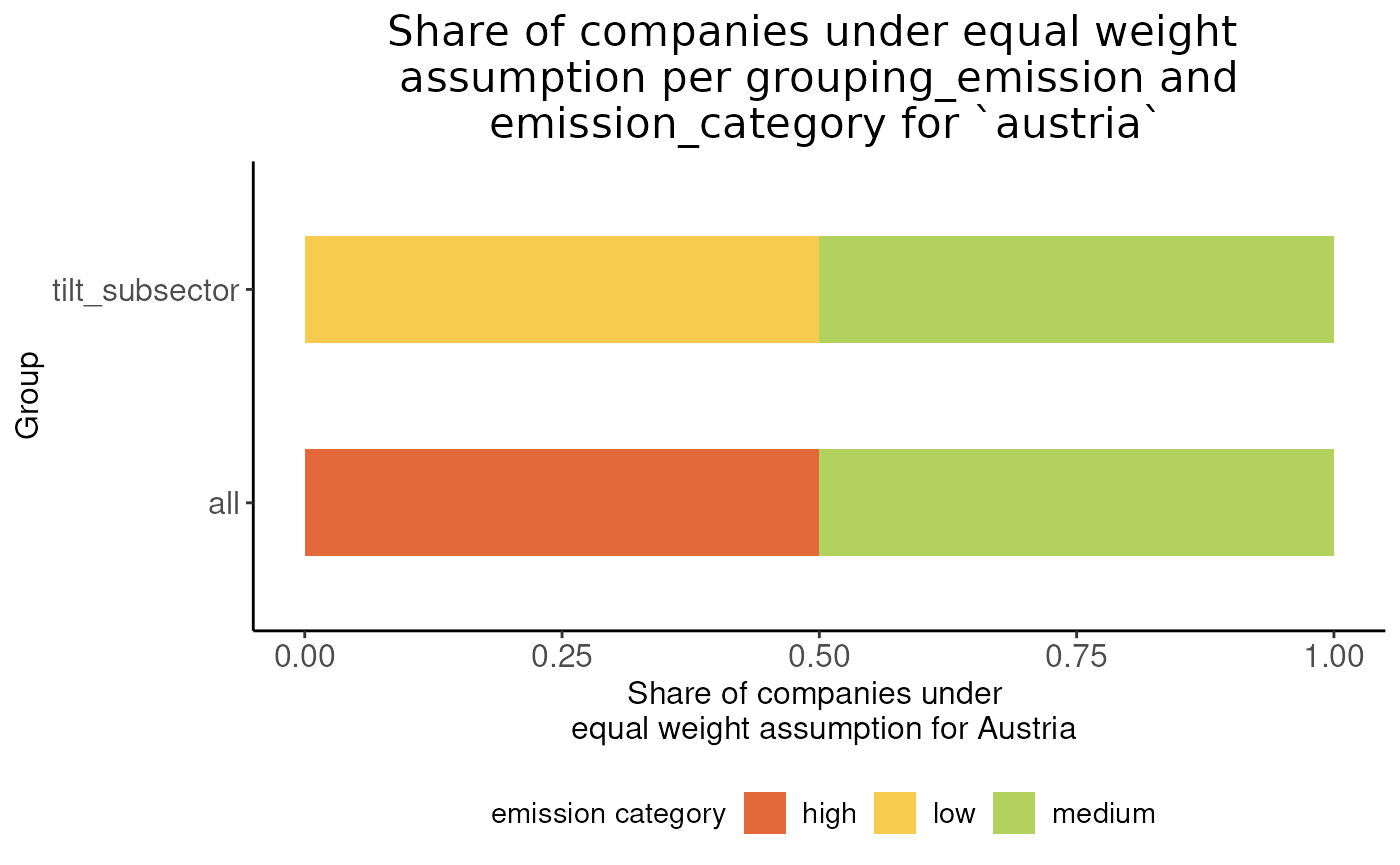 Share of companies under equal weight
assumption per grouping_emission and
emission_category for `austria`
tilt_subsector
Group
all
0.00 0.25 0.50 0.75 1.00
Share of companies under
equal weight assumption for Austria
emission category high low medium